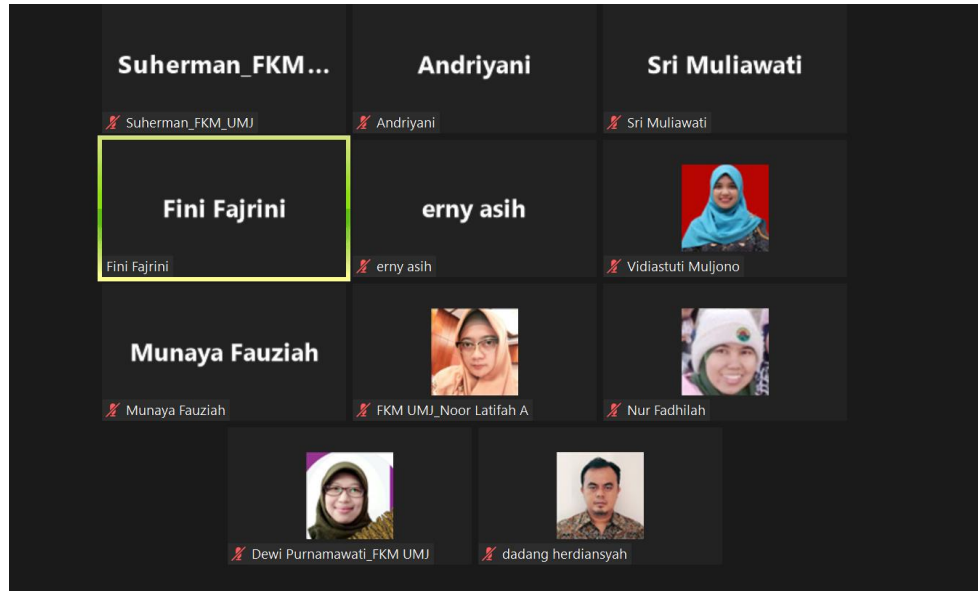 Suherman_FKM...
Suherman_FKM_UMJ
Andriyani
Andriyani
Sri Muliawati
Sri Muliawati
Fini Fajrini
Fini Fajrini
erny asih
erny asih
Vidiastuti Muljono
Munaya Fauziah
Munaya Fauziah
FKM UMJ_Noor Latifah A
Nur Fadhilah
Dewi Purnamawati_FKM UMJ
dadang herdiansyah